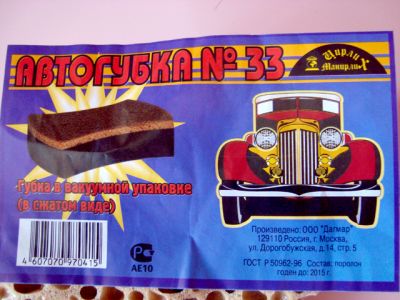 АВТОГУБКА № 33
Цирлих
Манирлих
Губка в вакуумной упаковке
(в сжатом виде)
Произведено: ООО "Дагмар"
129110 Россия, г. Москва,
ул. Дорогобужская, д.14, стр. 5
ГОСТ Р 50962-96 Состав: поролон
годен до: 2015 г.
4 607070 970415
АЕ10